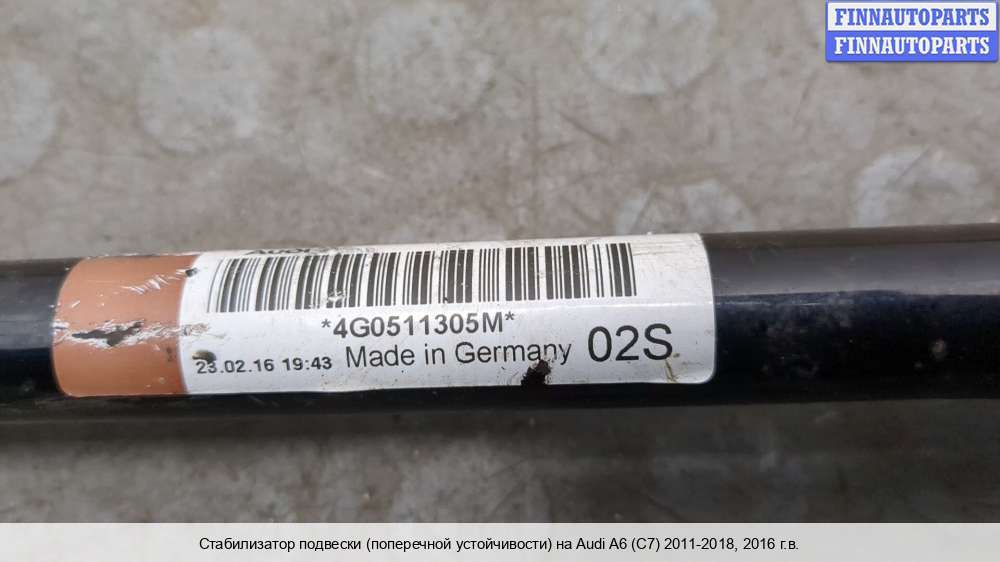 FINNAUTOPARTS
FINNAUTOPARTS
*4G0511305M*
23.02.16 19:43 Made in Germany 02S
Стабилизатор подвески (поперечной устойчивости) на Audi A6 (C7) 2011-2018, 2016 г.в.